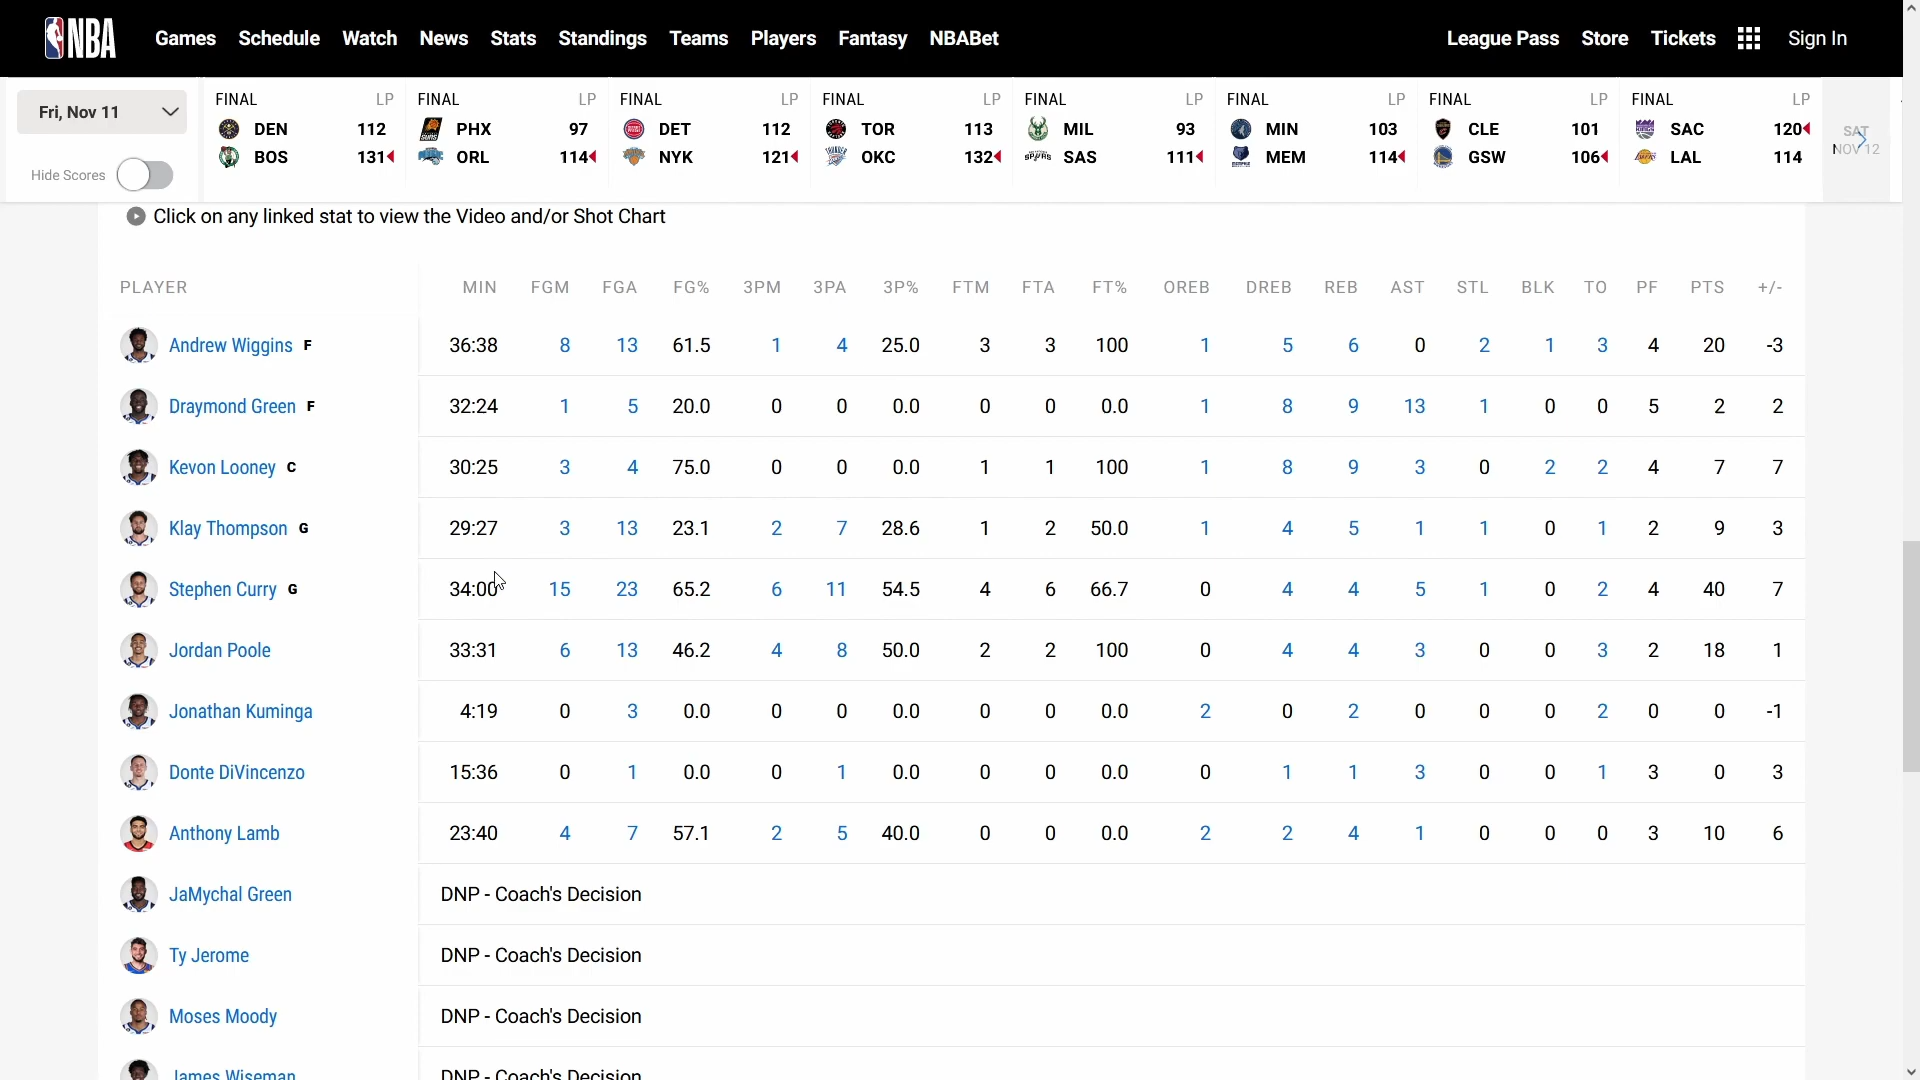 NBA Games Schedule Watch News Stats Standings Teams Players Fantasy NBABet League Pass Store Tickets Sign In
Fri, Nov 11
Hide Scores
FINAL LP
DEN 112
BOS 131
FINAL LP
PHX 97
ORL 114
FINAL LP
DET 112
NYK 121
FINAL LP
TOR 113
OKC 132
FINAL LP
MIL 93
SAS 111
FINAL LP
MIN 103
MEM 114
FINAL LP
CLE 101
GSW 106
FINAL LP
SAC 120
LAL 114
SAT
NOV 12
Click on any linked stat to view the Video and/or Shot Chart
PLAYER MIN FGM FGA FG% 3PM 3PA 3P% FTM FTA FT% OREB DREB REB AST STL BLK TO PF PTS +/-
Andrew Wiggins F 36:38 8 13 61.5 1 4 25.0 3 3 100 1 5 6 0 2 1 3 4 20 -3
Draymond Green F 32:24 1 5 20.0 0 0 0.0 0 0 0.0 1 8 9 13 1 0 0 5 2 2
Kevon Looney C 30:25 3 4 75.0 0 0 0.0 1 1 100 1 8 9 3 0 2 2 4 7 7
Klay Thompson G 29:27 3 13 23.1 2 7 28.6 1 2 50.0 1 4 5 1 1 0 1 2 9 3
Stephen Curry G 34:00 15 23 65.2 6 11 54.5 4 6 66.7 0 4 4 5 1 0 2 4 40 7
Jordan Poole 33:31 6 13 46.2 4 8 50.0 2 2 100 0 4 4 3 0 0 3 2 18 1
Jonathan Kuminga 4:19 0 3 0.0 0 0 0.0 0 0 0.0 2 0 2 0 0 0 2 0 0 -1
Donte DiVincenzo 15:36 0 1 0.0 0 1 0.0 0 0 0.0 0 1 1 3 0 0 1 3 0 3
Anthony Lamb 23:40 4 7 57.1 2 5 40.0 0 0 0.0 2 2 4 1 0 0 0 3 10 6
JaMychal Green DNP - Coach's Decision
Ty Jerome DNP - Coach's Decision
Moses Moody DNP - Coach's Decision
James Wiseman DNP - Coach's Decision